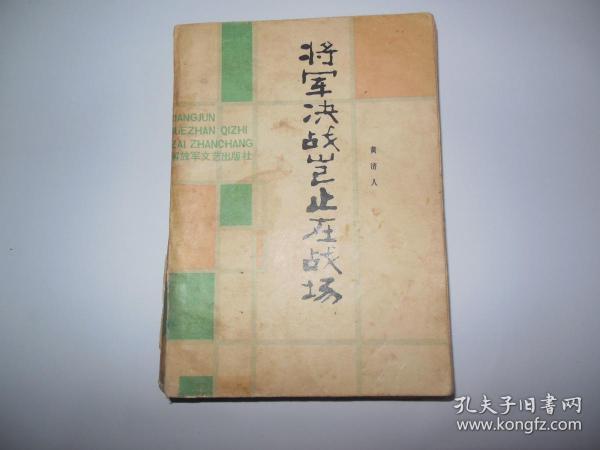 将军决战岂止在战场
黄济人
JIANGJUN
JUEZHAN QIZHI
ZAI ZHANCHANG
解放军文艺出版社
孔夫子旧书网
www.kongfz.com